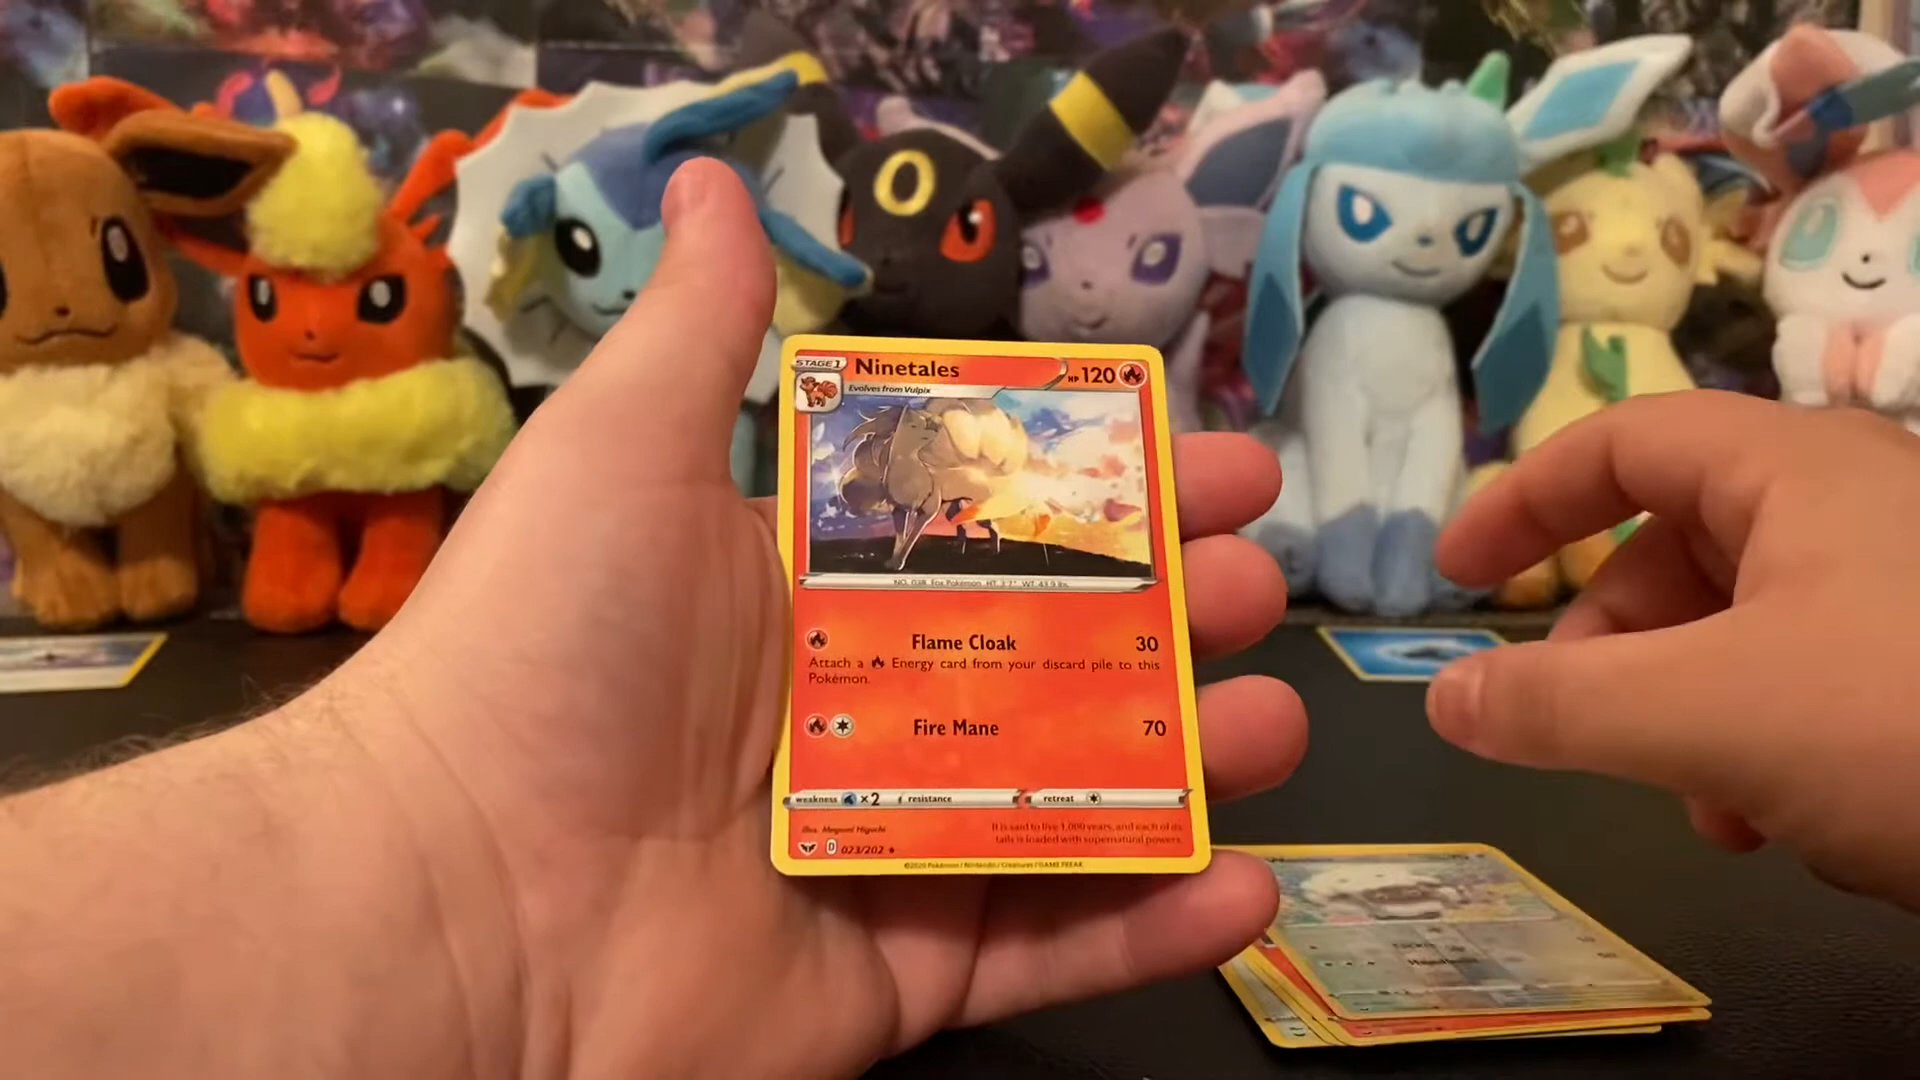 STAGE 1
Ninetales
HP 120
Evolves from Vulpix
NO. 038 Fox Pokémon HT: 3'7" WT: 43.9 lbs.
Flame Cloak 30
Attach a Energy card from your discard pile to this
Pokémon.
Fire Mane 70
weakness ×2 resistance retreat
Illus. Megumi Higuchi
It is said to live 1,000 years, and each of its
tails is loaded with supernatural powers.
D 023/202
©2020 Pokémon / Nintendo / Creatures / GAME FREAK